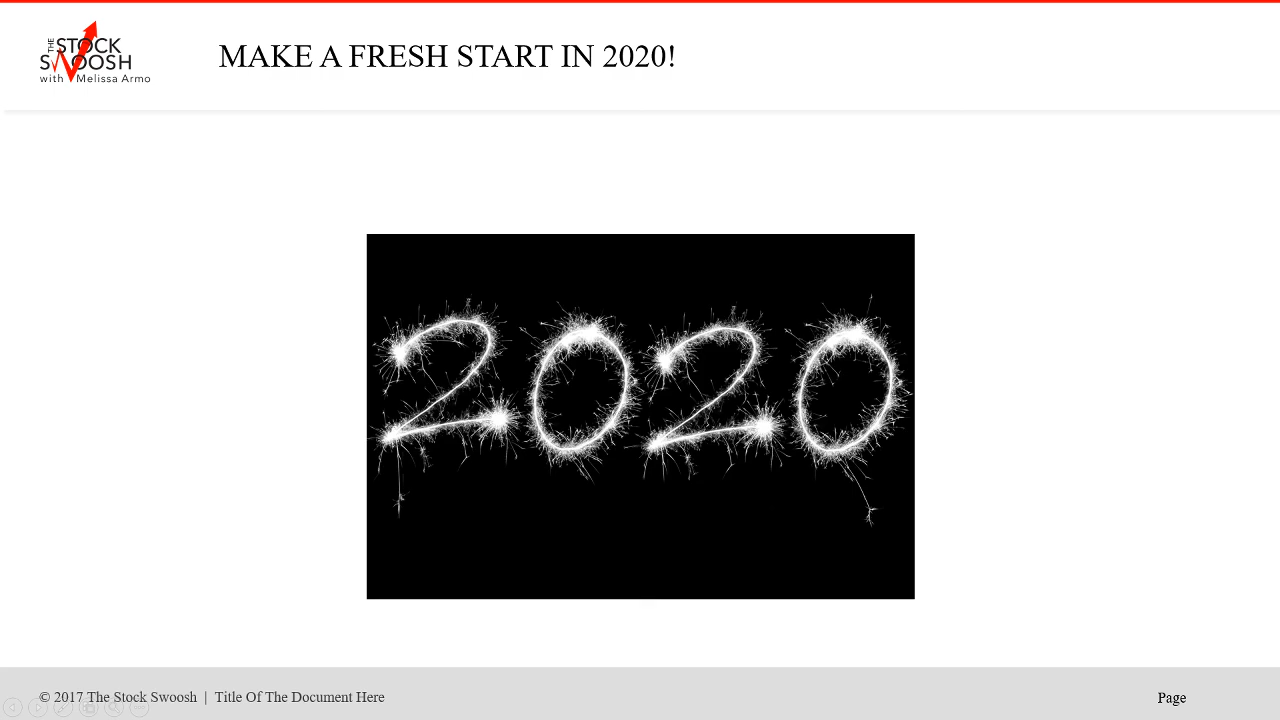 THE
STOCK
SWOOSH
with Melissa Armo
MAKE A FRESH START IN 2020!
2020
© 2017 The Stock Swoosh | Title Of The Document Here
Page